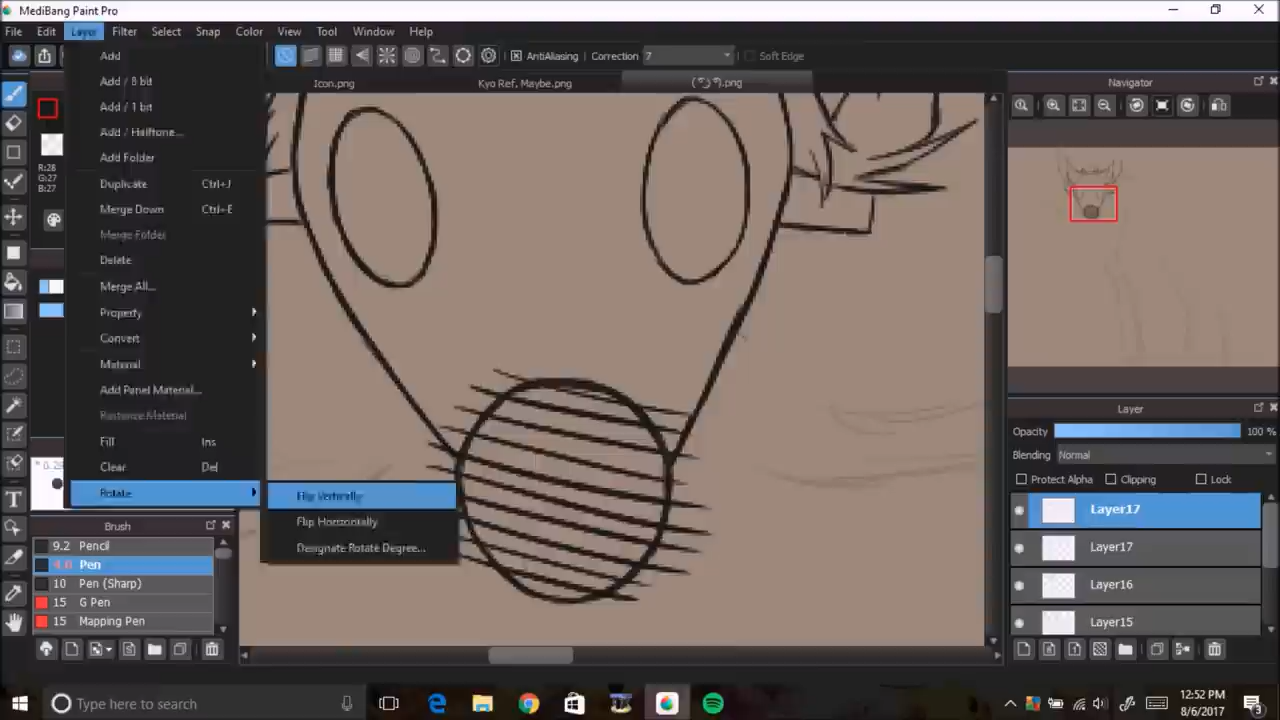 MediBang Paint Pro
File Edit Layer Filter Select Snap Color View Tool Window Help
AntiAliasing Correction 7 Soft Edge
Icon.png Kyo Ref, Maybe.png
Navigator
R:28
G:27
B:27
Add
Add / 8 bit
Add / 1 bit
Add / Halftone...
Add Folder
Duplicate Ctrl+J
Merge Down Ctrl+E
Merge Folder
Delete
Merge All...
Property
Convert
Material
Add Panel Material...
Rasterize Material
Fill Ins
Clear Del
Rotate
Flip Vertically
Flip Horizontally
Designate Rotate Degree...
Brush
9.2 Pencil
4.0 Pen
10 Pen (Sharp)
15 G Pen
15 Mapping Pen
Layer
Opacity 100 %
Blending Normal
Protect Alpha Clipping Lock
Layer17
Layer17
Layer16
Layer15
Type here to search
12:52 PM
8/6/2017